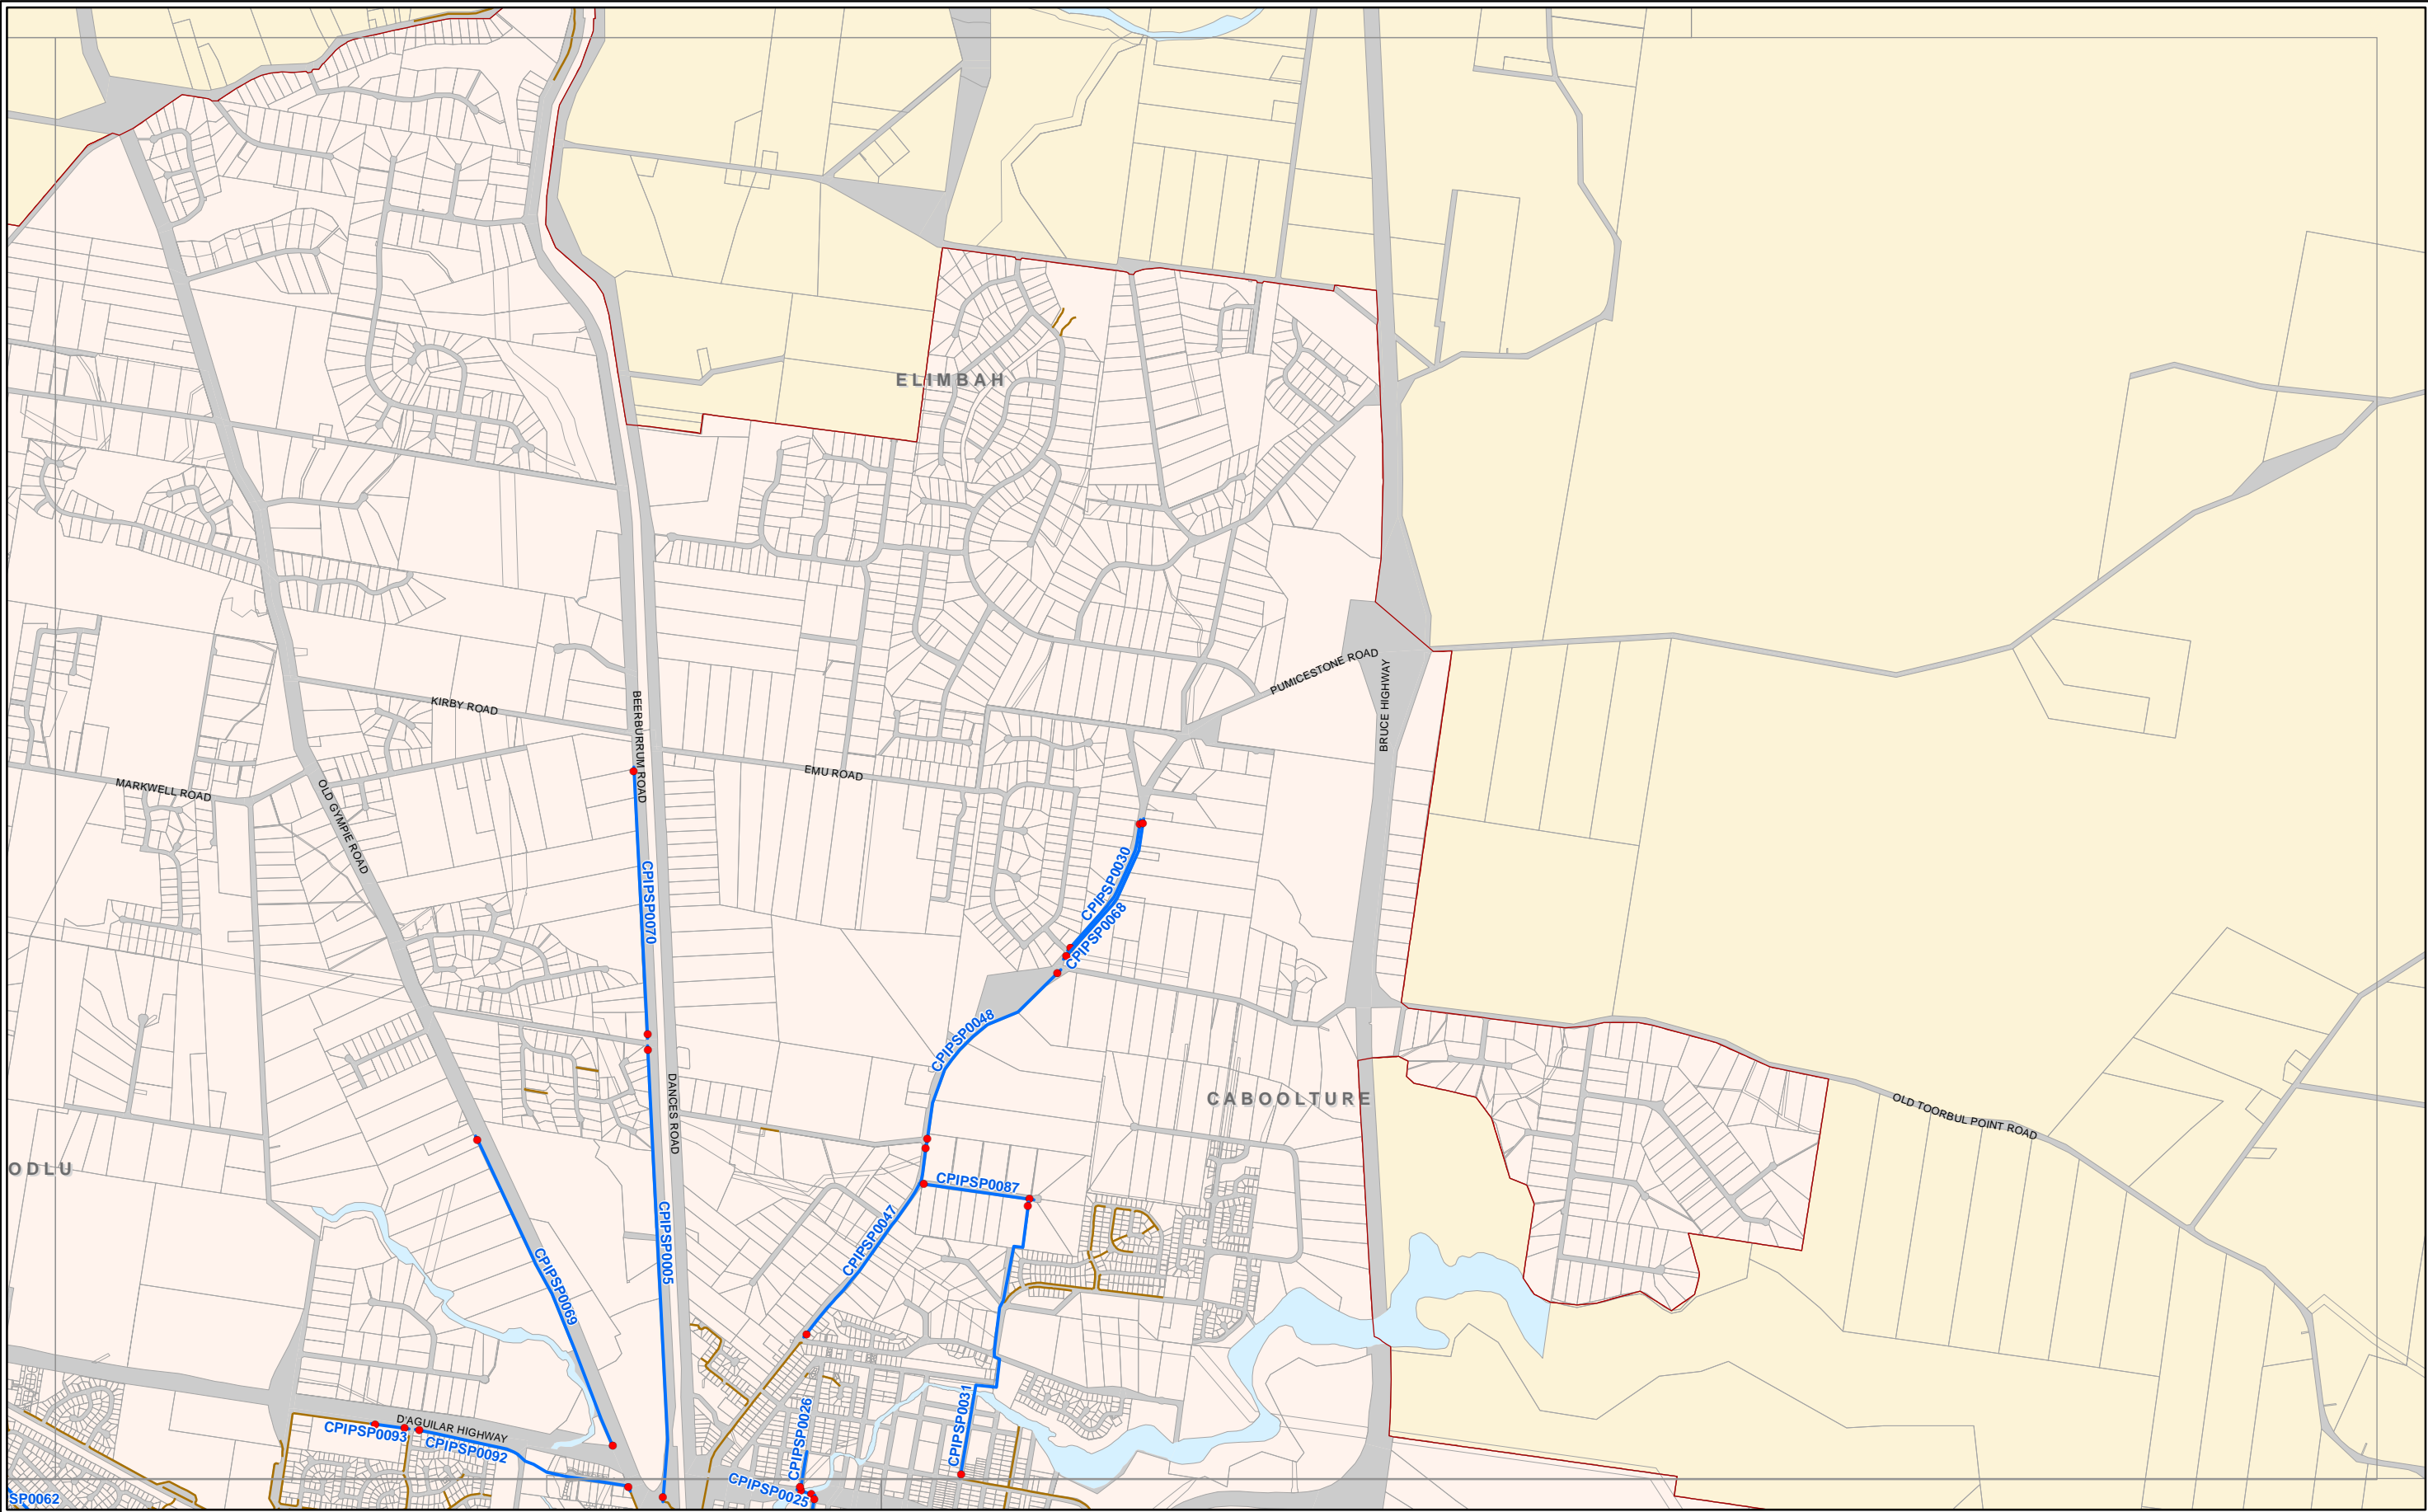 ELIMBAH
PUMICESTONE ROAD
BRUCE HIGHWAY
KIRBY ROAD
BEERBURRUM ROAD
EMU ROAD
MARKWELL ROAD
OLD GYMPIE ROAD
CPIPSP0030
CPIPSP0070
CPIPSP0068
CPIPSP0048
DANCES ROAD
CABOOLTURE
OLD TOORBUL POINT ROAD
ODLU
CPIPSP0087
CPIPSP0047
CPIPSP0005
CPIPSP0069
CPIPSP0031
CPIPSP0026
D'AGUILAR HIGHWAY
CPIPSP0093
CPIPSP0092
CPIPSP0025
SP0062